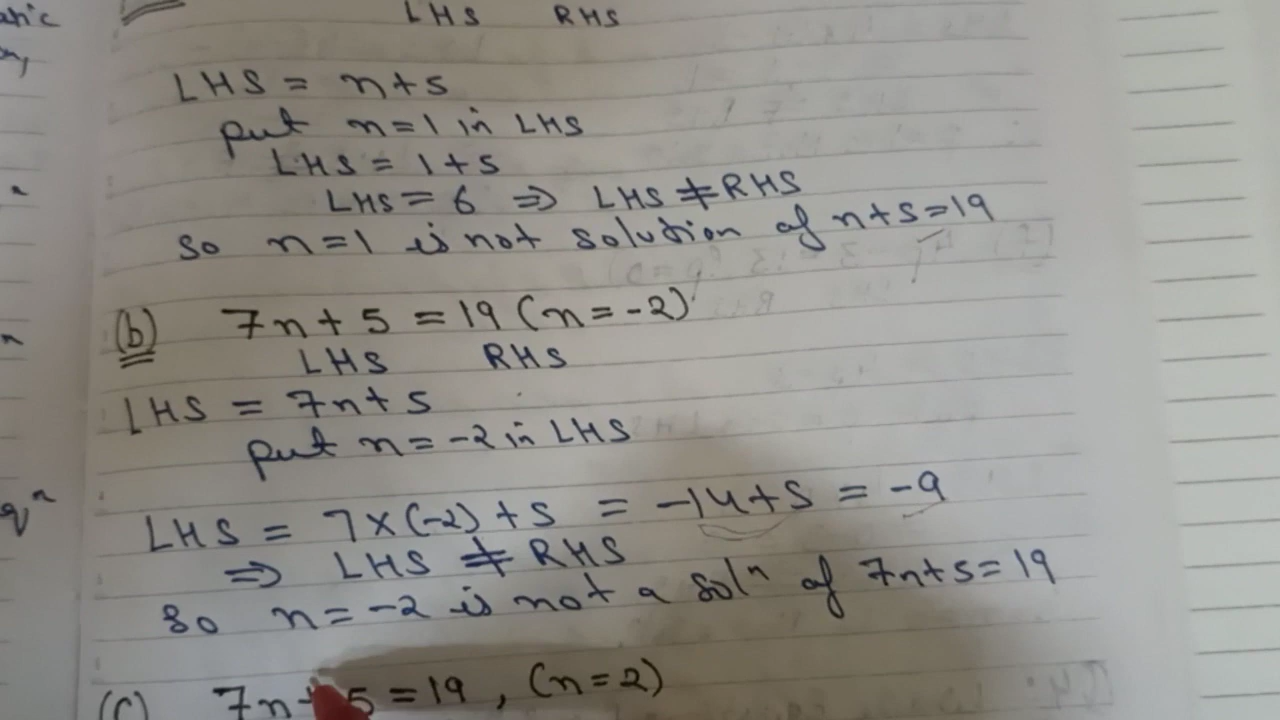 LHS RHS
LHS = n+5
put n=1 in LHS
LHS = 1+5
LHS = 6 ⇒ LHS ≠ RHS
so n=1 is not solution of n+5=19
(b) 7n+5 = 19 (n=-2)
LHS RHS
LHS = 7n+5
put n=-2 in LHS
LHS = 7×(-2)+5 = -14+5 = -9
⇒ LHS ≠ RHS
So n=-2 is not a solⁿ of 7n+5=19
(c) 7n+5=19, (n=2)